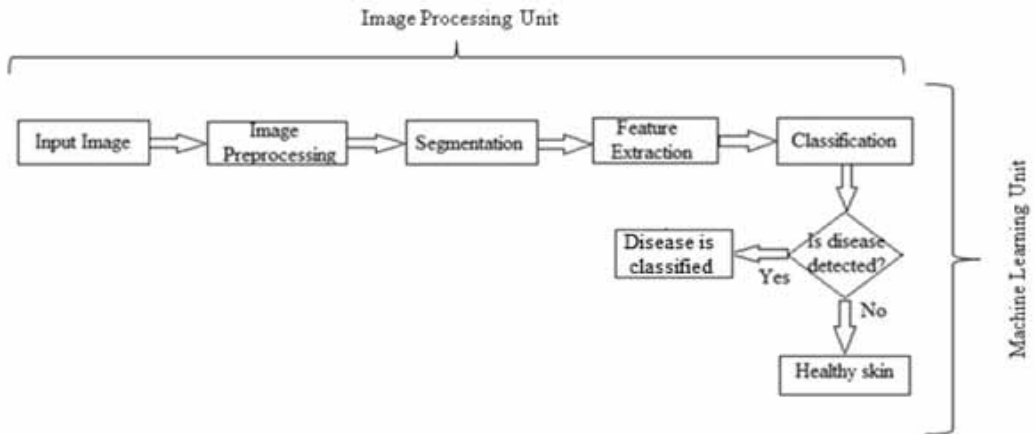 Image Processing Unit
Input Image
Image
Preprocessing
Segmentation
Feature
Extraction
Classification
Is disease
detected?
Yes
Disease is
classified
No
Healthy skin
Machine Learning Unit